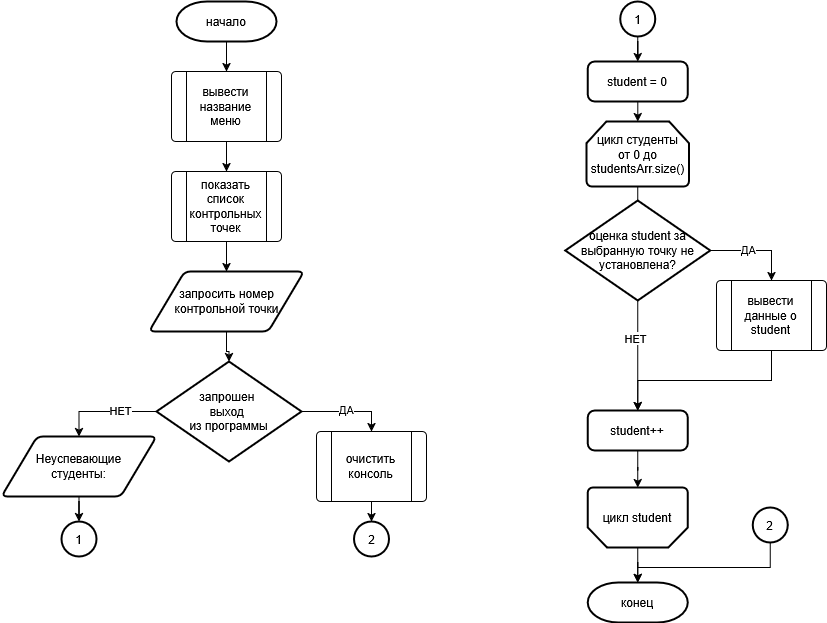 начало
вывести
название
меню
показать
список
контрольных
точек
запросить номер
контрольной точки
запрошен
выход
из программы
НЕТ
ДА
Неуспевающие
студенты:
очистить
консоль
1
2
1
student = 0
цикл студенты
от 0 до
studentsArr.size()
оценка student за
выбранную точку не
установлена?
ДА
вывести
данные о
student
НЕТ
student++
цикл student
2
конец